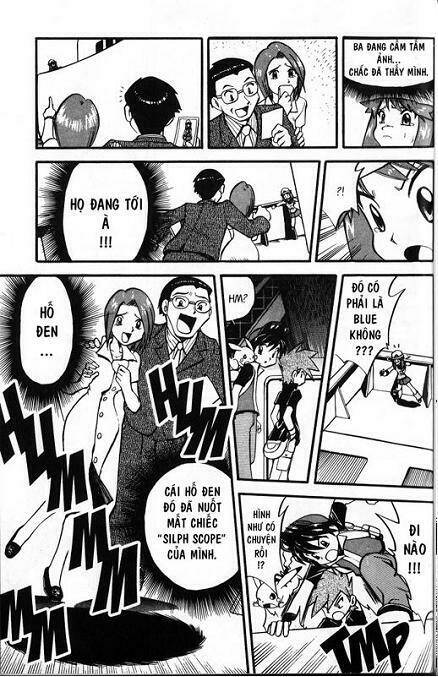 BA ĐANG CẦM TẤM
ẢNH...
CHẮC ĐÃ THẤY MÌNH.
?!
HỌ ĐANG TỚI
À
!!!
ĐÓ CÓ
PHẢI LÀ
BLUE
KHÔNG
???
HM?
HỐ
ĐEN
...
HUMMMM
HUMMMM
CÁI HỐ ĐEN
ĐÓ ĐÃ NUỐT
MẤT CHIẾC
"SILPH SCOPE"
CỦA MÌNH.
ĐI
NÀO
!!!
HÌNH
NHƯ CÓ
CHUYỆN
RỒI !?
TMP